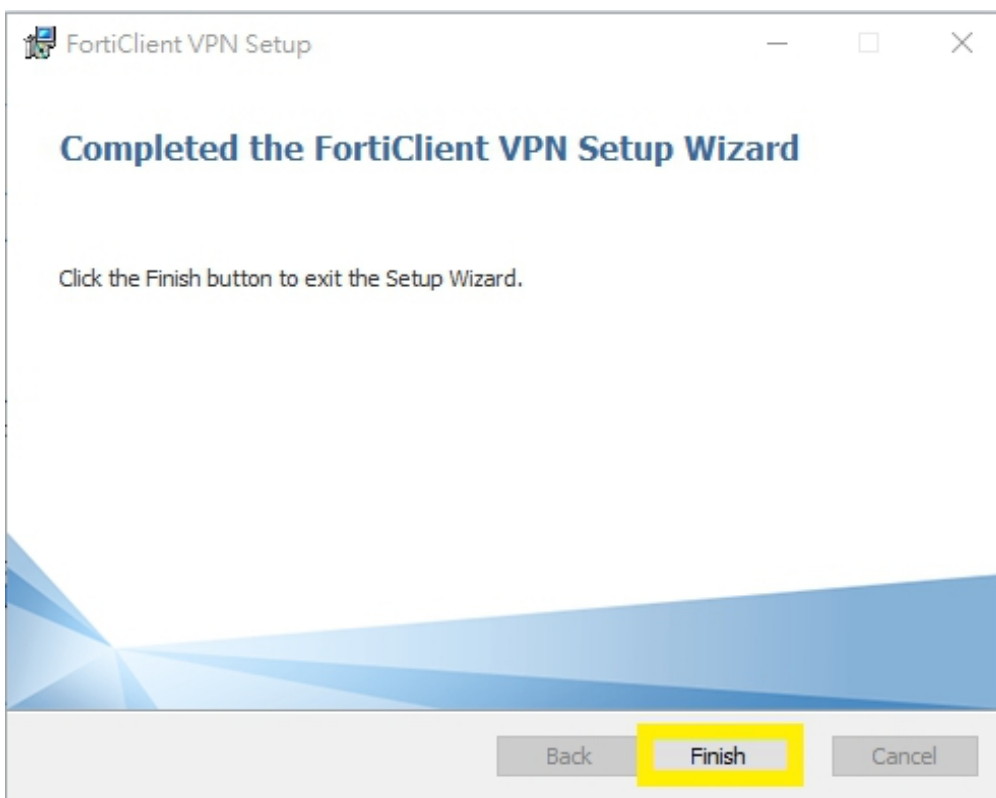 FortiClient VPN Setup
Completed the FortiClient VPN Setup Wizard
Click the Finish button to exit the Setup Wizard.
Back Finish Cancel